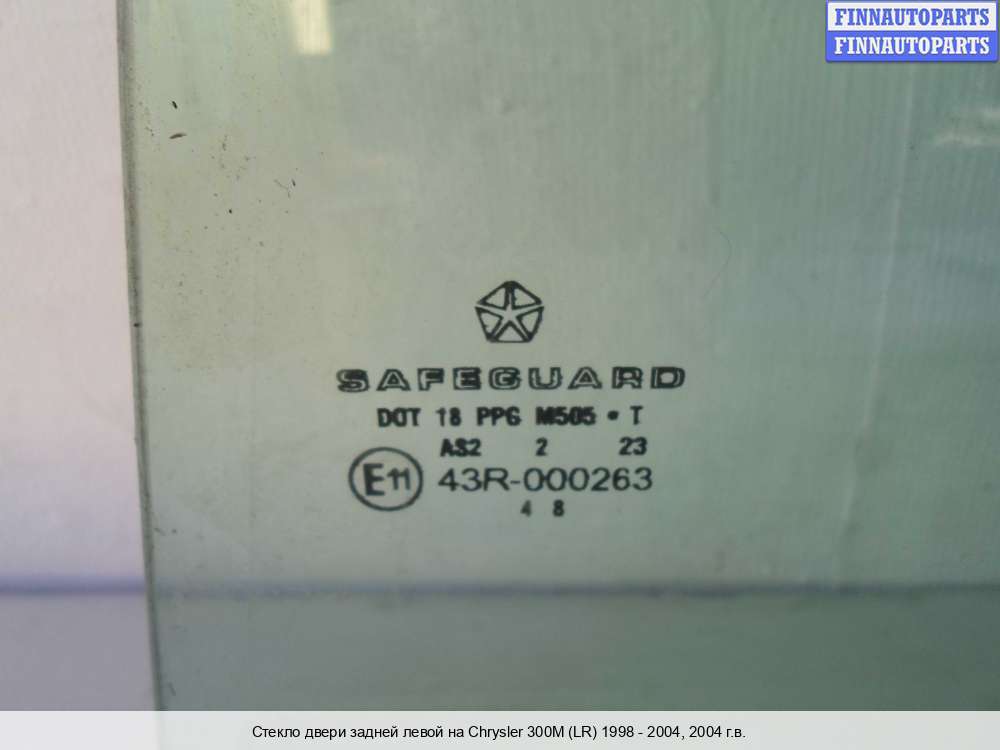 FINNAUTOPARTS
FINNAUTOPARTS
SAFEGUARD
DOT 18 PPG M505 • T
AS2 2 23
E11 43R-000263
4 8
Стекло двери задней левой на Chrysler 300M (LR) 1998 - 2004, 2004 г.в.